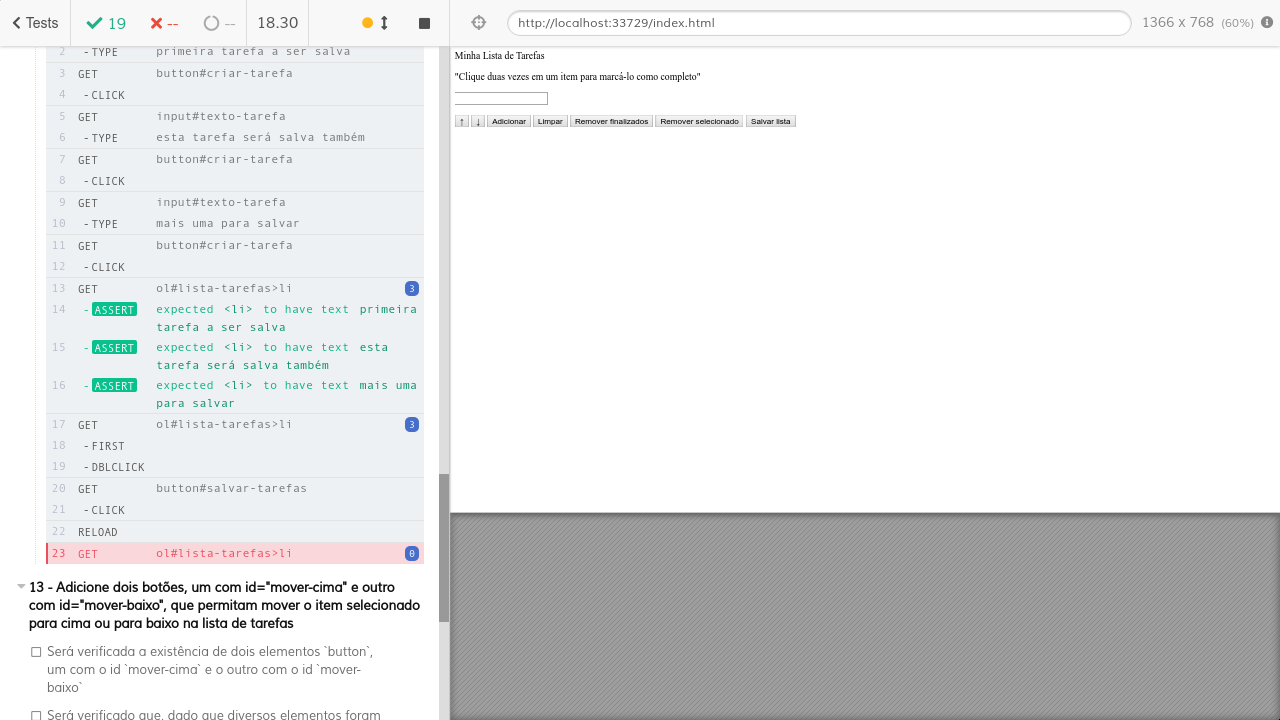 Tests
19
--
--
18.30
http://localhost:33729/index.html
1366 x 768 (60%)
2 -TYPE primeira tarefa a ser salva
3 GET button#criar-tarefa
4 -CLICK
5 GET input#texto-tarefa
6 -TYPE esta tarefa será salva também
7 GET button#criar-tarefa
8 -CLICK
9 GET input#texto-tarefa
10 -TYPE mais uma para salvar
11 GET button#criar-tarefa
12 -CLICK
13 GET ol#lista-tarefas>li 3
14 -ASSERT expected <li> to have text primeira
tarefa a ser salva
15 -ASSERT expected <li> to have text esta
tarefa será salva também
16 -ASSERT expected <li> to have text mais uma
para salvar
17 GET ol#lista-tarefas>li 3
18 -FIRST
19 -DBLCLICK
20 GET button#salvar-tarefas
21 -CLICK
22 RELOAD
23 GET ol#lista-tarefas>li 0
13 - Adicione dois botões, um com id="mover-cima" e outro
com id="mover-baixo", que permitam mover o item selecionado
para cima ou para baixo na lista de tarefas
Será verificada a existência de dois elementos `button`,
um com o id `mover-cima` e o outro com o id `mover-
baixo`
Será verificado que, dado que diversos elementos foram
Minha Lista de Tarefas
"Clique duas vezes em um item para marcá-lo como completo"
↑ ↓ Adicionar Limpar Remover finalizados Remover selecionado Salvar lista